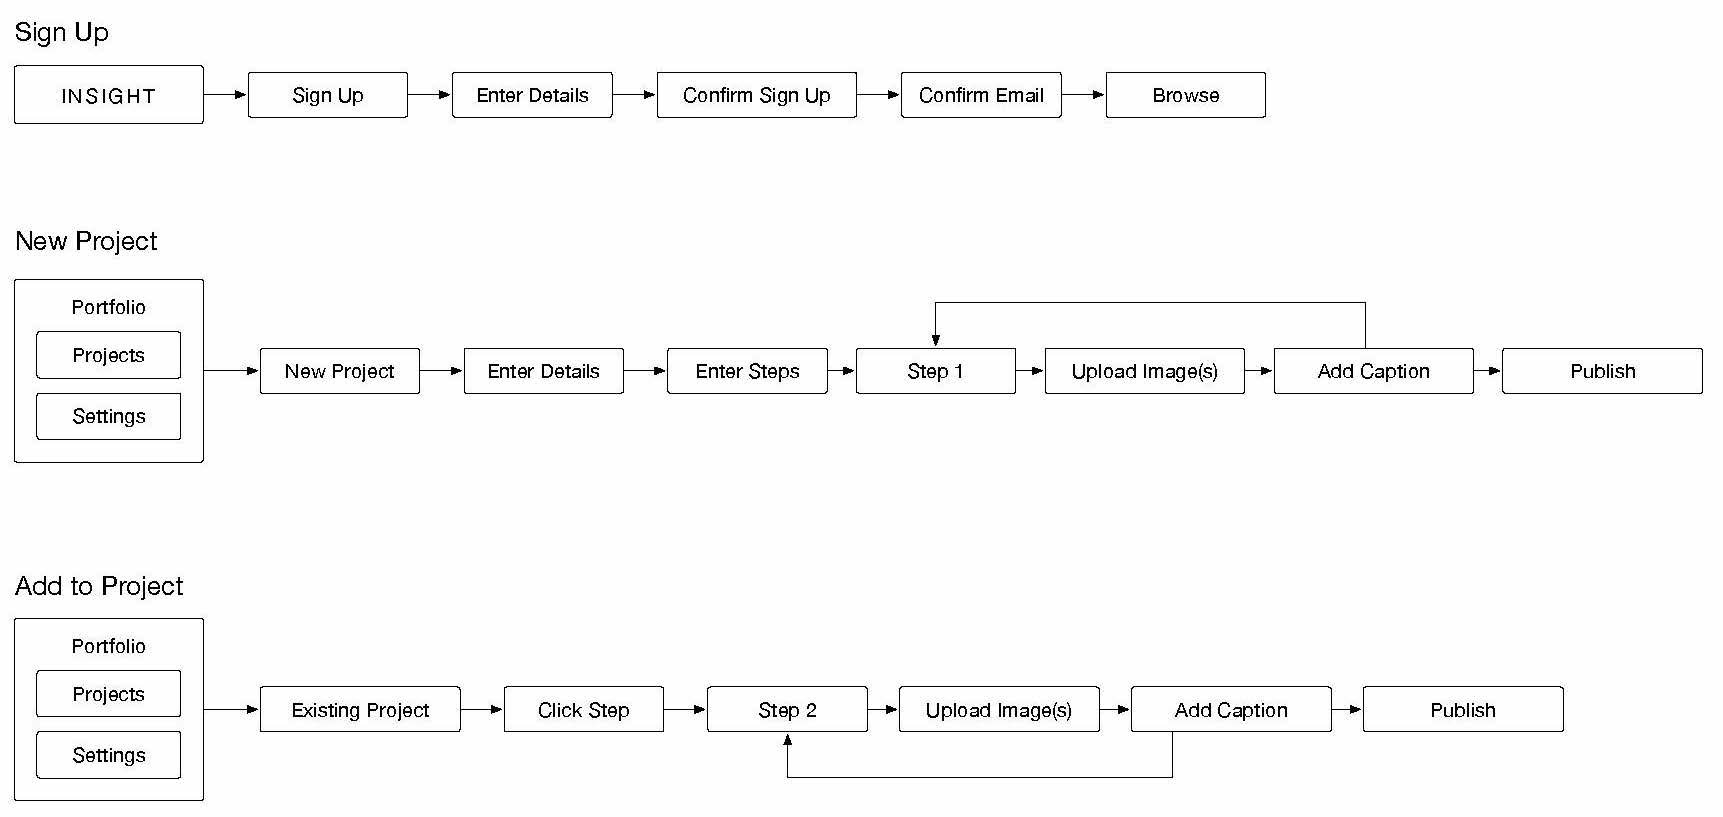 Sign Up
INSIGHT
Sign Up
Enter Details
Confirm Sign Up
Confirm Email
Browse
New Project
Portfolio
Projects
Settings
New Project
Enter Details
Enter Steps
Step 1
Upload Image(s)
Add Caption
Publish
Add to Project
Portfolio
Projects
Settings
Existing Project
Click Step
Step 2
Upload Image(s)
Add Caption
Publish